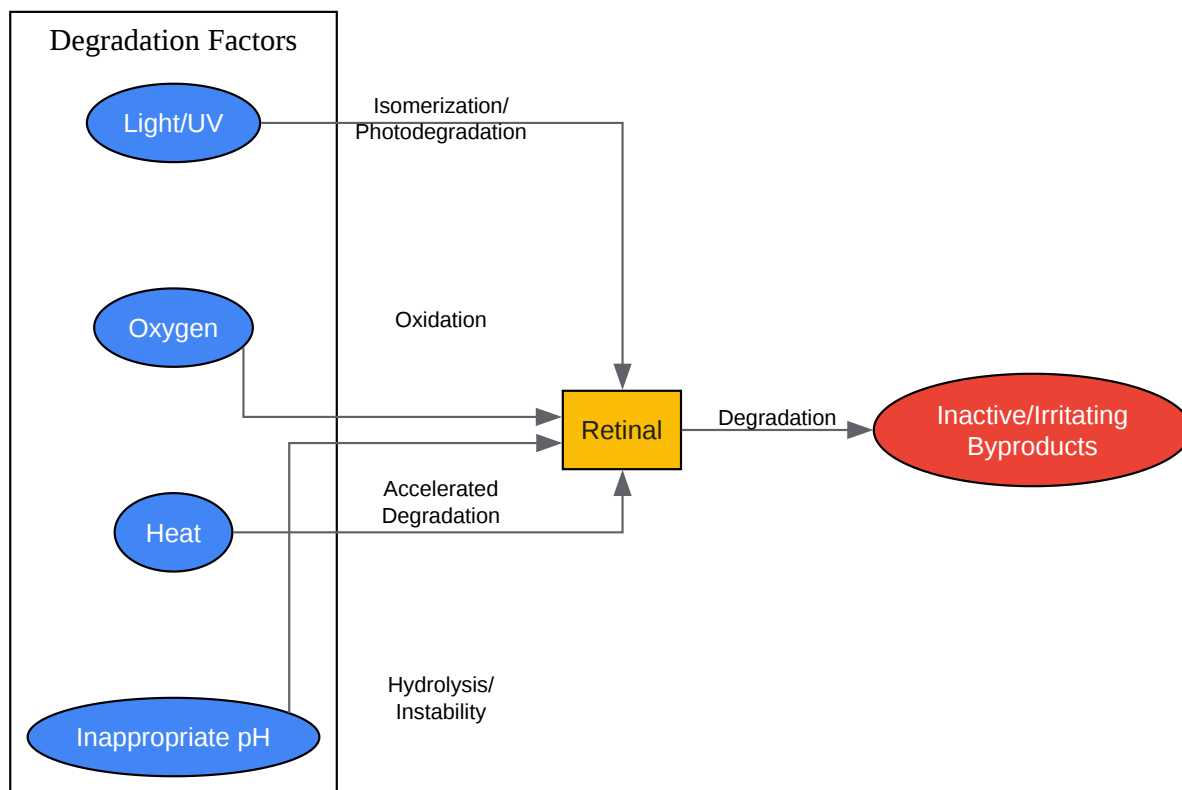 Degradation Factors
Light/UV
Isomerization/
Photodegradation
Oxygen
Oxidation
Retinal
Degradation
Inactive/Irritating
Byproducts
Heat
Accelerated
Degradation
Inappropriate pH
Hydrolysis/
Instability